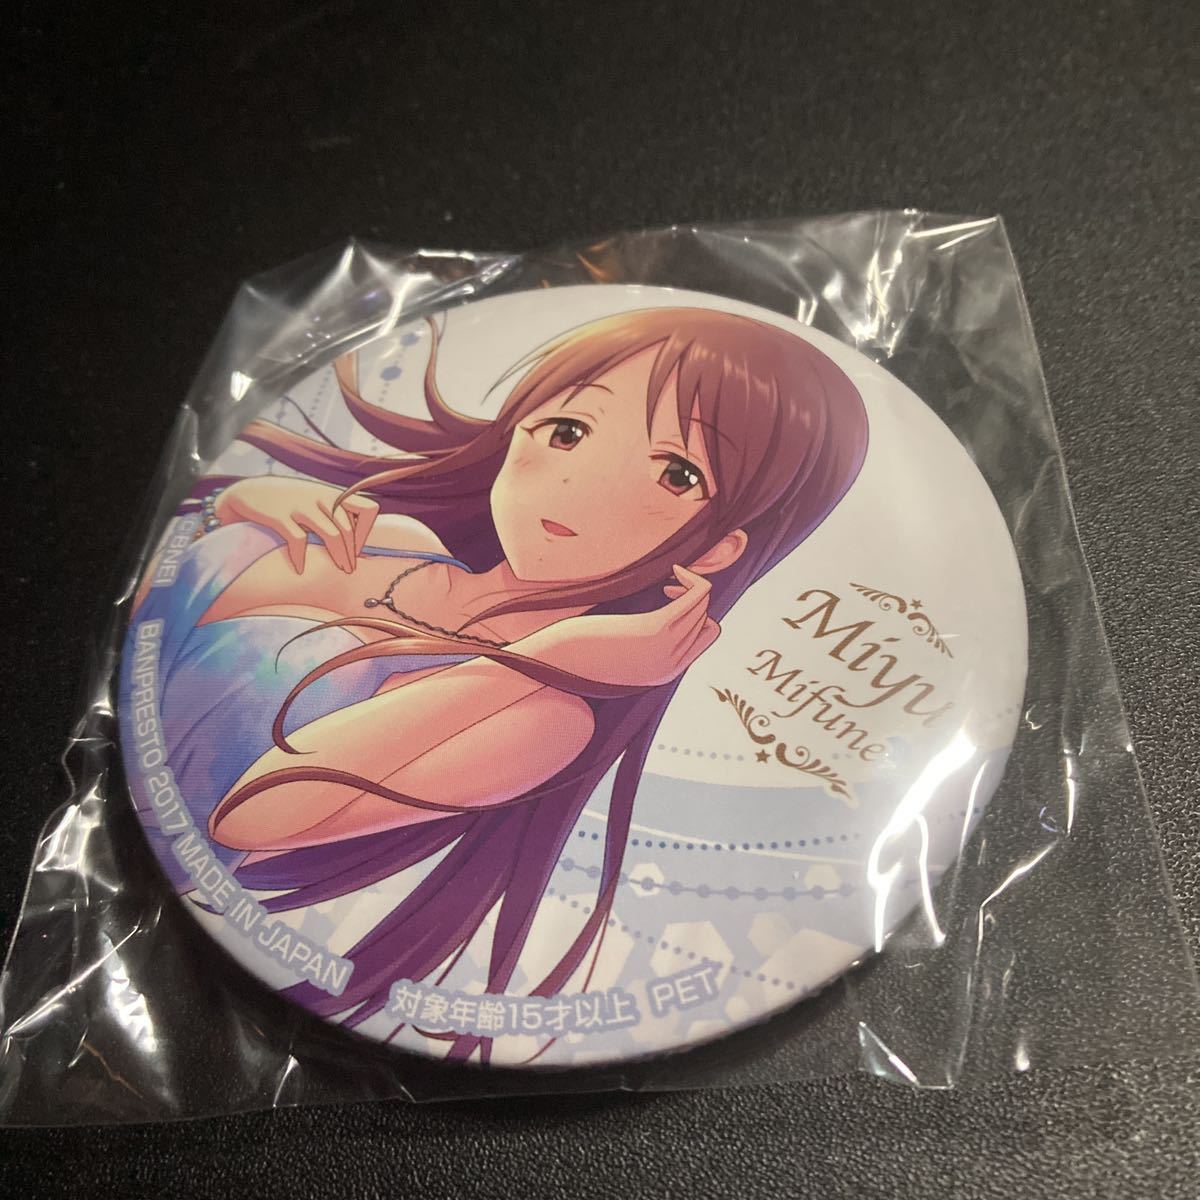 Miyu
Mifune
©BNEI BANPRESTO 2017 MADE IN JAPAN 対象年齢15才以上 PET